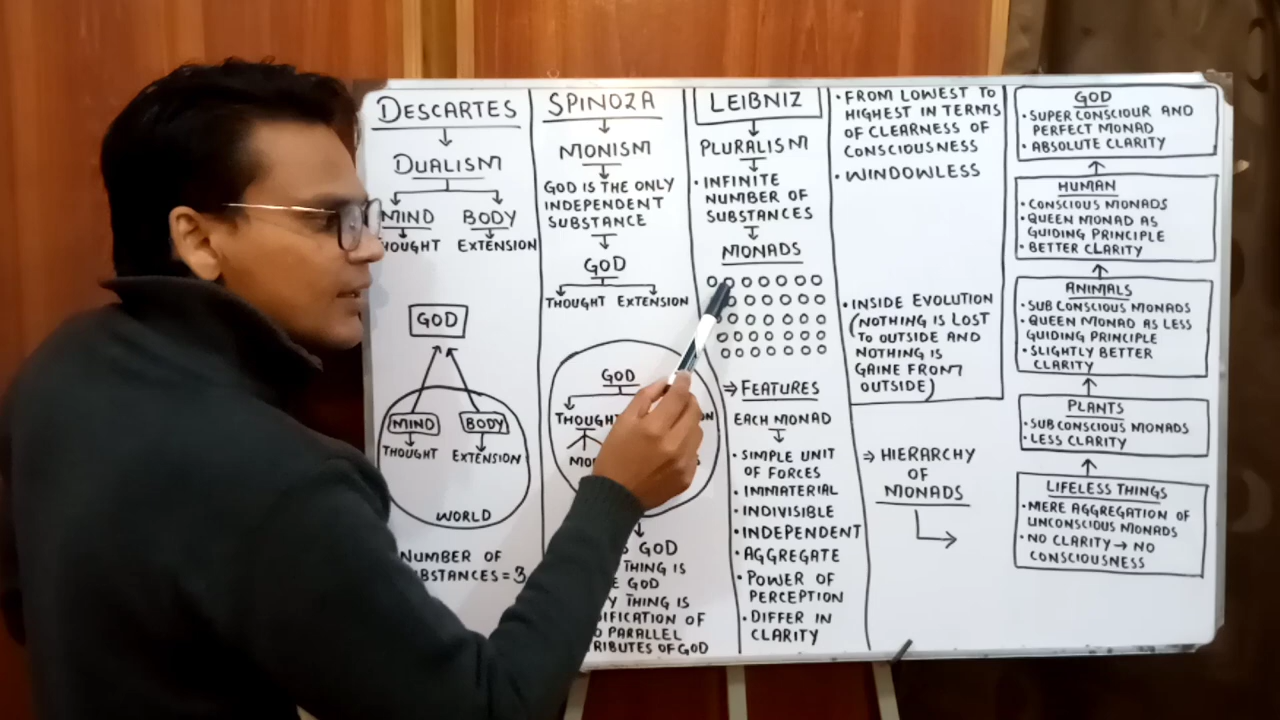 DESCARTES
DUALISM
MIND BODY
THOUGHT EXTENSION
GOD
MIND BODY
THOUGHT EXTENSION
WORLD
NUMBER OF
SUBSTANCES = 3
SPINOZA
MONISM
GOD IS THE ONLY
INDEPENDENT
SUBSTANCE
GOD
THOUGHT EXTENSION
GOD
THOUGHT
GOD
THING IS
GOD
THING IS
OF
PARALLEL
OF GOD
LEIBNIZ
PLURALISM
• INFINITE
NUMBER OF
SUBSTANCES
MONADS
⇒ FEATURES
EACH MONAD
• SIMPLE UNIT
OF FORCES
• IMMATERIAL
• INDIVISIBLE
• INDEPENDENT
• AGGREGATE
• POWER OF
PERCEPTION
• DIFFER IN
CLARITY
• FROM LOWEST TO
HIGHEST IN TERMS
OF CLEARNESS OF
CONSCIOUSNESS
• WINDOWLESS
• INSIDE EVOLUTION
(NOTHING IS LOST
TO OUTSIDE AND
NOTHING IS
GAINE FROM
OUTSIDE)
⇒ HIERARCHY
OF
MONADS
GOD
• SUPER CONSCIOUR AND
PERFECT MONAD
• ABSOLUTE CLARITY
HUMAN
• CONSCIOUS MONADS
• QUEEN MONAD AS
GUIDING PRINCIPLE
• BETTER CLARITY
ANIMALS
• SUB CONSCIOUS MONADS
• QUEEN MONAD AS LESS
GUIDING PRINCIPLE
• SLIGHTLY BETTER
CLARITY
PLANTS
• SUB CONSCIOUS MONADS
• LESS CLARITY
LIFELESS THINGS
• MERE AGGREGATION OF
UNCONSCIOUS MONADS
• NO CLARITY → NO
CONSCIOUSNESS